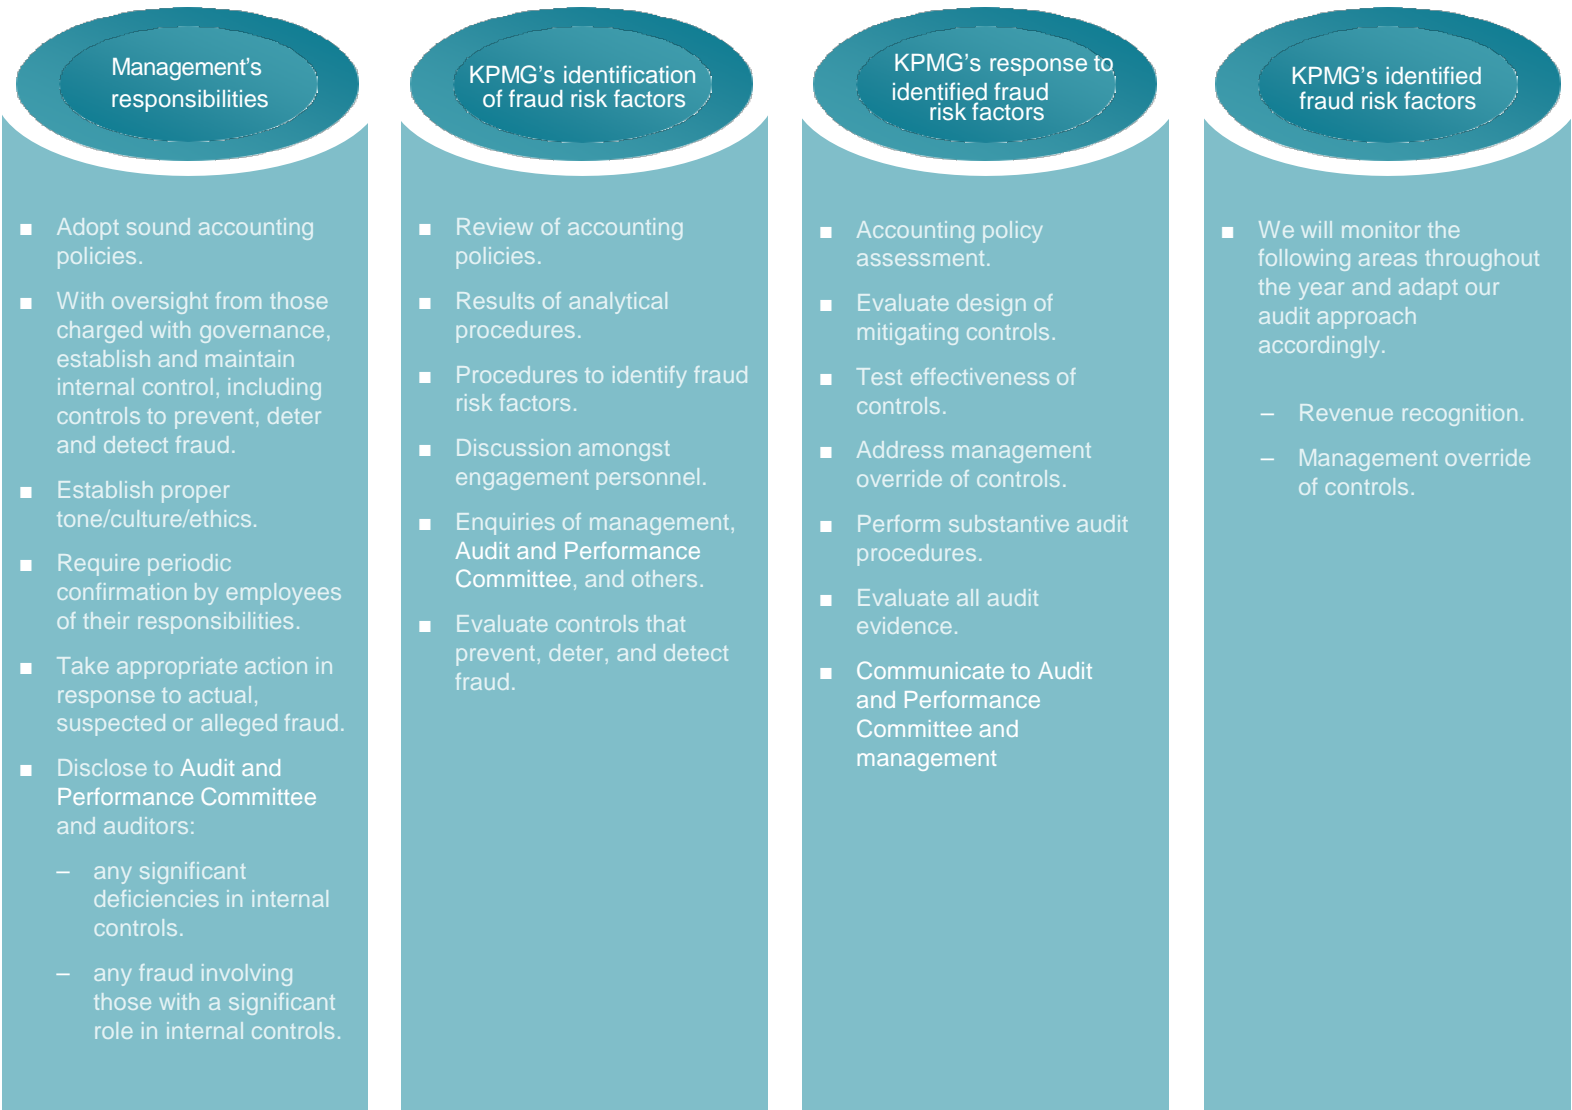 Management's
responsibilities
■ Adopt sound accounting
policies.
■ With oversight from those
charged with governance,
establish and maintain
internal control, including
controls to prevent, deter
and detect fraud.
■ Establish proper
tone/culture/ethics.
■ Require periodic
confirmation by employees
of their responsibilities.
■ Take appropriate action in
response to actual,
suspected or alleged fraud.
■ Disclose to Audit and
Performance Committee
and auditors:
– any significant
deficiencies in internal
controls.
– any fraud involving
those with a significant
role in internal controls.
KPMG's identification
of fraud risk factors
■ Review of accounting
policies.
■ Results of analytical
procedures.
■ Procedures to identify fraud
risk factors.
■ Discussion amongst
engagement personnel.
■ Enquiries of management,
Audit and Performance
Committee, and others.
■ Evaluate controls that
prevent, deter, and detect
fraud.
KPMG's response to
identified fraud
risk factors
■ Accounting policy
assessment.
■ Evaluate design of
mitigating controls.
■ Test effectiveness of
controls.
■ Address management
override of controls.
■ Perform substantive audit
procedures.
■ Evaluate all audit
evidence.
■ Communicate to Audit
and Performance
Committee and
management
KPMG's identified
fraud risk factors
■ We will monitor the
following areas throughout
the year and adapt our
audit approach
accordingly.
– Revenue recognition.
– Management override
of controls.